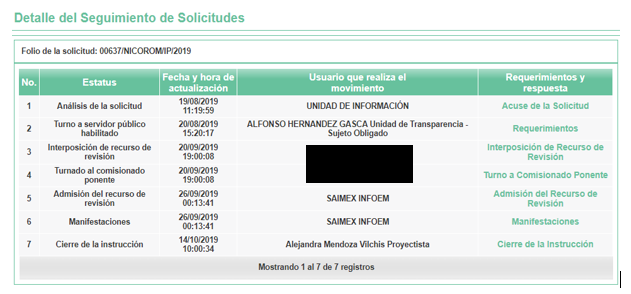 Detalle del Seguimiento de Solicitudes
Folio de la solicitud: 00637/NICOROM/IP/2019
No. Estatus Fecha y hora de actualización Usuario que realiza el movimiento Requerimientos y respuesta
1 Análisis de la solicitud 19/08/2019 11:19:59 UNIDAD DE INFORMACIÓN Acuse de la Solicitud
2 Turno a servidor público habilitado 20/08/2019 15:20:17 ALFONSO HERNANDEZ GASCA Unidad de Transparencia - Sujeto Obligado Requerimientos
3 Interposición de recurso de revisión 20/09/2019 19:00:08 Interposición de Recurso de Revisión
4 Turnado al comisionado ponente 20/09/2019 19:00:08 Turno a Comisionado Ponente
5 Admisión del recurso de revisión 26/09/2019 00:13:41 SAIMEX INFOEM Admisión del Recurso de Revisión
6 Manifestaciones 26/09/2019 00:13:41 SAIMEX INFOEM Manifestaciones
7 Cierre de la instrucción 14/10/2019 10:00:34 Alejandra Mendoza Vilchis Proyectista Cierre de la Instrucción
Mostrando 1 al 7 de 7 registros